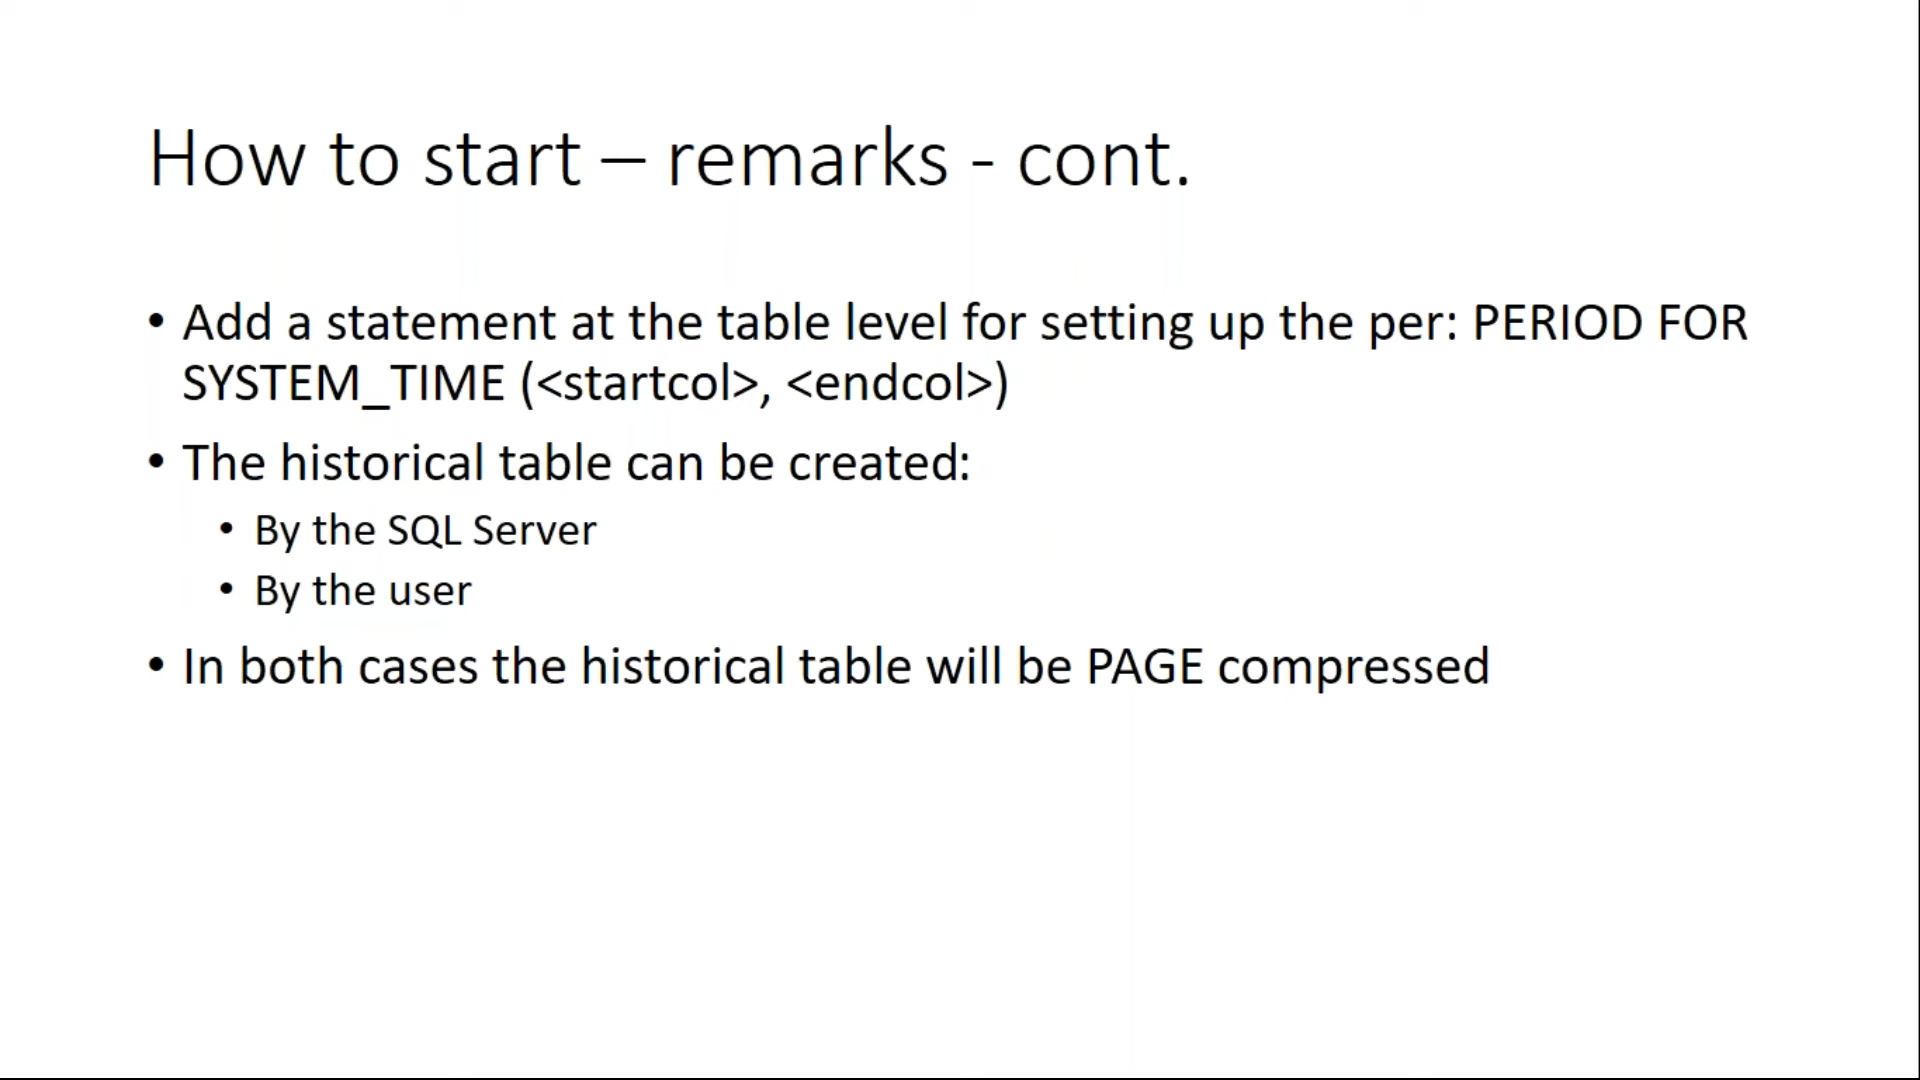 How to start – remarks - cont.
• Add a statement at the table level for setting up the per: PERIOD FOR
SYSTEM_TIME (<startcol>, <endcol>)
• The historical table can be created:
• By the SQL Server
• By the user
• In both cases the historical table will be PAGE compressed